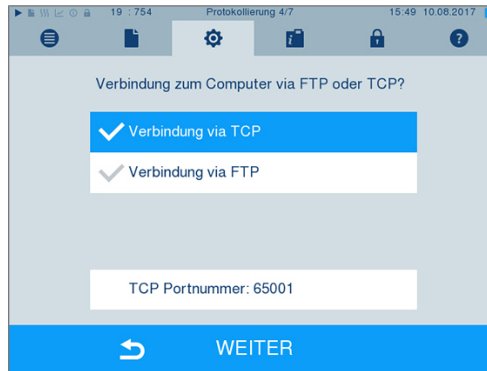 19 : 754 Protokollierung 4/7 15:49 10.08.2017
Verbindung zum Computer via FTP oder TCP?
Verbindung via TCP
Verbindung via FTP
TCP Portnummer: 65001
WEITER